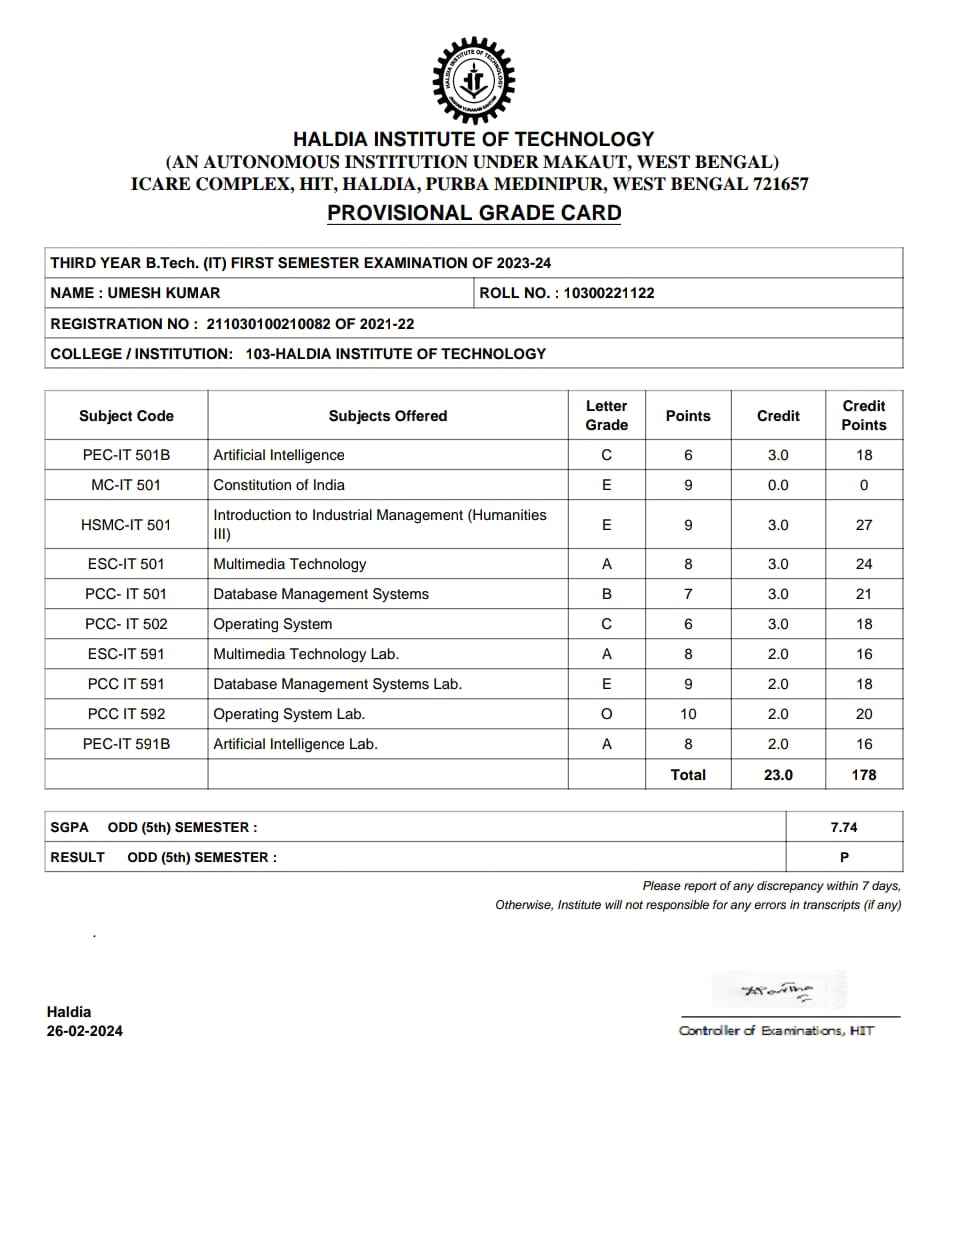 HALDIA INSTITUTE OF TECHNOLOGY
HALDIA INSTITUTE OF TECHNOLOGY
(AN AUTONOMOUS INSTITUTION UNDER MAKAUT, WEST BENGAL)
ICARE COMPLEX, HIT, HALDIA, PURBA MEDINIPUR, WEST BENGAL 721657
PROVISIONAL GRADE CARD
THIRD YEAR B.Tech. (IT) FIRST SEMESTER EXAMINATION OF 2023-24
NAME : UMESH KUMAR ROLL NO. : 10300221122
REGISTRATION NO : 211030100210082 OF 2021-22
COLLEGE / INSTITUTION: 103-HALDIA INSTITUTE OF TECHNOLOGY
Subject Code Subjects Offered Letter Grade Points Credit Credit Points
PEC-IT 501B Artificial Intelligence C 6 3.0 18
MC-IT 501 Constitution of India E 9 0.0 0
HSMC-IT 501 Introduction to Industrial Management (Humanities III) E 9 3.0 27
ESC-IT 501 Multimedia Technology A 8 3.0 24
PCC- IT 501 Database Management Systems B 7 3.0 21
PCC- IT 502 Operating System C 6 3.0 18
ESC-IT 591 Multimedia Technology Lab. A 8 2.0 16
PCC IT 591 Database Management Systems Lab. E 9 2.0 18
PCC IT 592 Operating System Lab. O 10 2.0 20
PEC-IT 591B Artificial Intelligence Lab. A 8 2.0 16
Total 23.0 178
SGPA ODD (5th) SEMESTER : 7.74
RESULT ODD (5th) SEMESTER : P
Please report of any discrepancy within 7 days,
Otherwise, Institute will not responsible for any errors in transcripts (if any)
Haldia
26-02-2024
Controller of Examinations, HIT